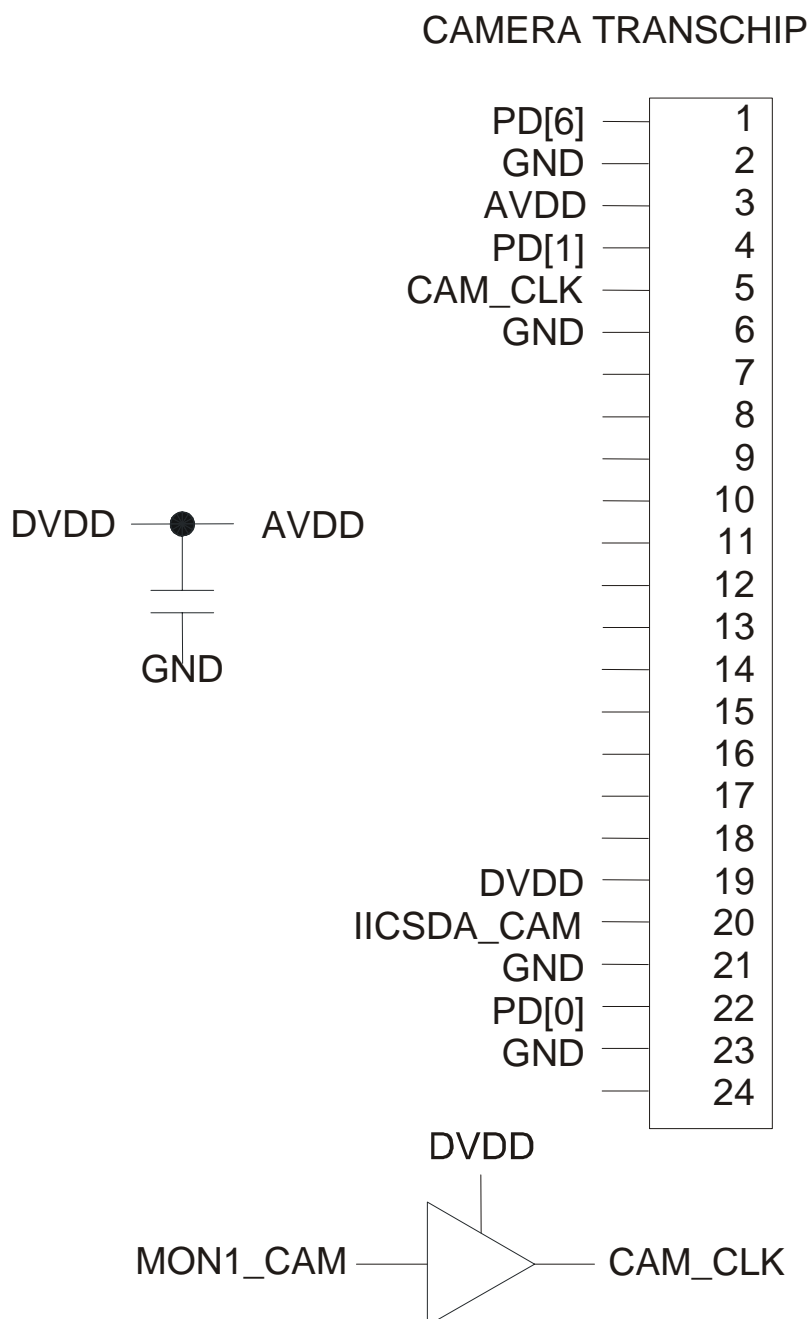 CAMERA TRANSCHIP
PD[6] 1
GND 2
AVDD 3
PD[1] 4
CAM_CLK 5
GND 6
7
8
9
10
DVDD AVDD
11
12
13
GND 14
15
16
17
18
DVDD 19
IICSDA_CAM 20
GND 21
PD[0] 22
GND 23
24
DVDD
MON1_CAM CAM_CLK